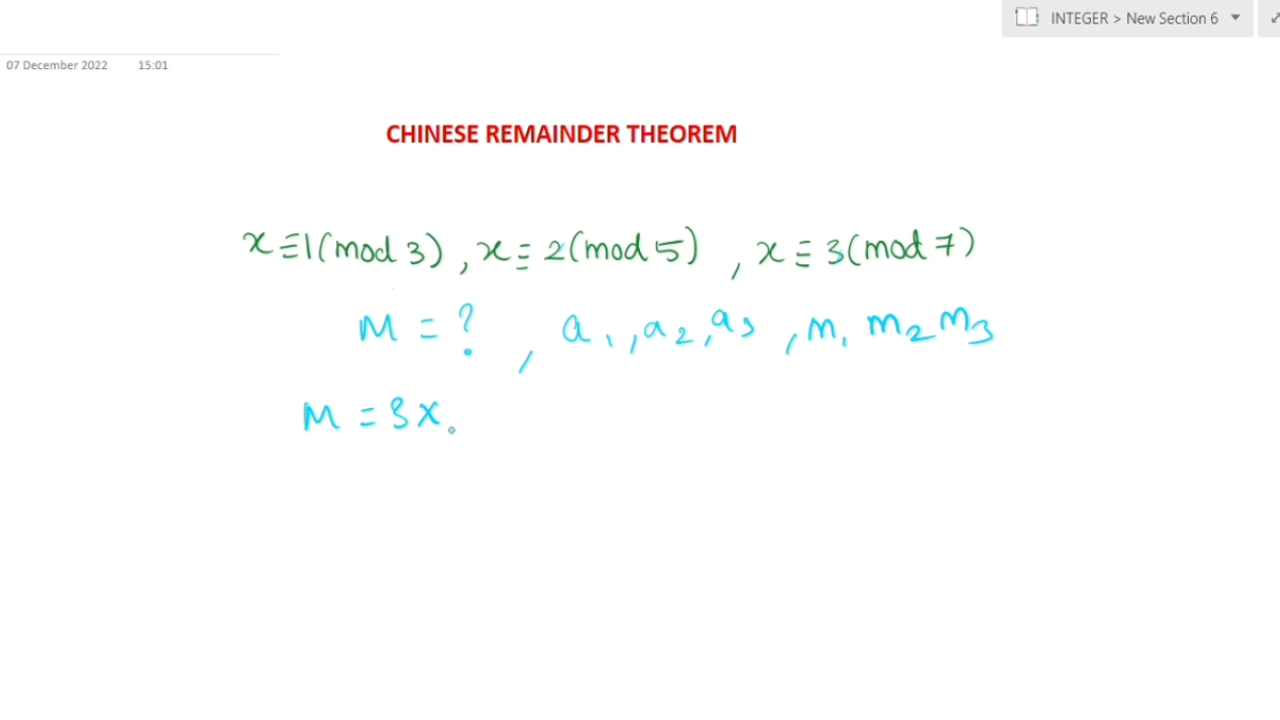 INTEGER > New Section 6
07 December 2022 15:01
CHINESE REMAINDER THEOREM
x ≡ 1(mod 3), x ≡ 2(mod 5), x ≡ 3(mod 7)
M = ?, a1, a2, a3, m1 m2 m3
M = 3 x